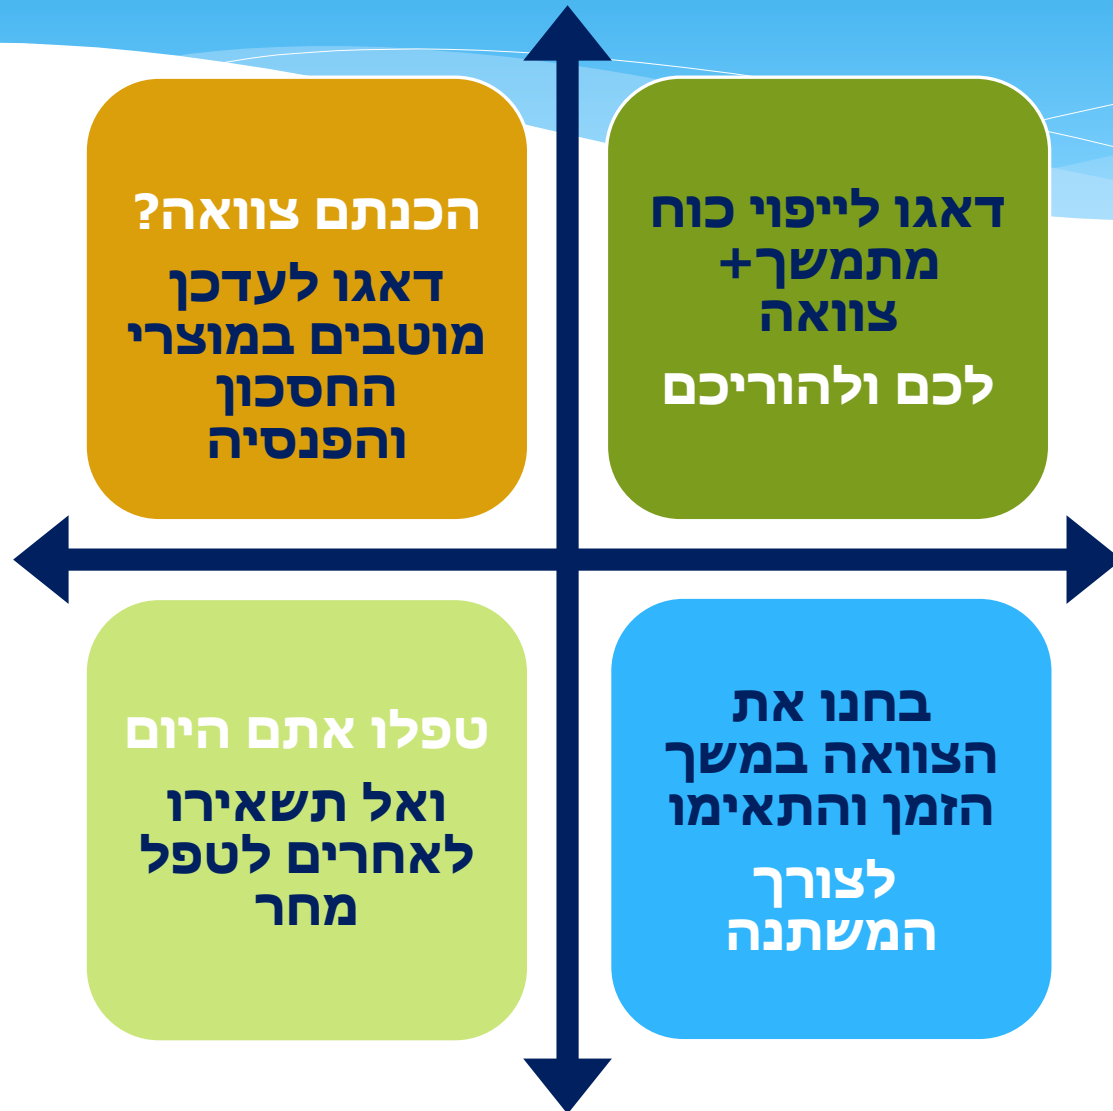 דאגו לייפוי כוח
מתמשך+
צוואה
לכם ולהוריכם
הכנתם צוואה?
דאגו לעדכן
מוטבים במוצרי
החסכון
והפנסיה
בחנו את
הצוואה במשך
הזמן והתאימו
לצורך
המשתנה
טפלו אתם היום
ואל תשאירו
לאחרים לטפל
מחר